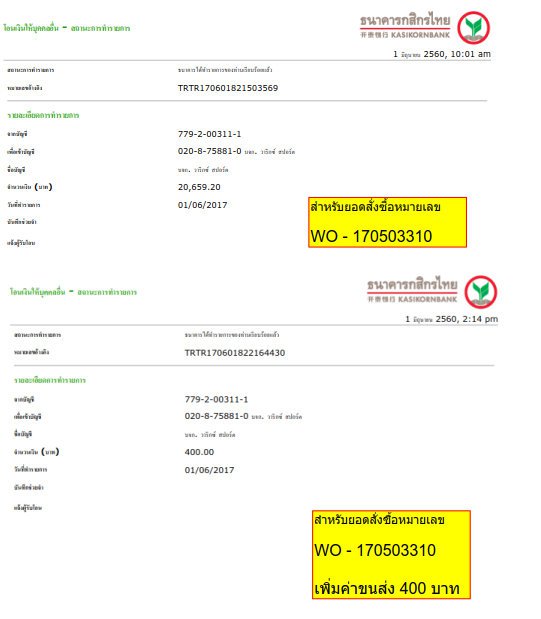 โอนเงินให้บุคคลอื่น - สถานะการทำรายการ
ธนาคารกสิกรไทย
开泰银行 KASIKORNBANK
1 มิถุนายน 2560, 10:01 am
สถานะการทำรายการ ธนาคารได้ทำรายการของท่านเรียบร้อยแล้ว
หมายเลขอ้างอิง TRTR170601821503569
รายละเอียดการทำรายการ
จากบัญชี 779-2-00311-1
เพื่อเข้าบัญชี 020-8-75881-0 บจก. วาริกซ์ สปอร์ต
ชื่อบัญชี บจก. วาริกซ์ สปอร์ต
จำนวนเงิน (บาท) 20,659.20
วันที่ทำรายการ 01/06/2017
บันทึกช่วยจำ
แจ้งผู้รับโอน
สำหรับยอดสั่งซื้อหมายเลข
WO - 170503310
โอนเงินให้บุคคลอื่น - สถานะการทำรายการ
ธนาคารกสิกรไทย
开泰银行 KASIKORNBANK
1 มิถุนายน 2560, 2:14 pm
สถานะการทำรายการ ธนาคารได้ทำรายการของท่านเรียบร้อยแล้ว
หมายเลขอ้างอิง TRTR170601822164430
รายละเอียดการทำรายการ
จากบัญชี 779-2-00311-1
เพื่อเข้าบัญชี 020-8-75881-0 บจก. วาริกซ์ สปอร์ต
ชื่อบัญชี บจก. วาริกซ์ สปอร์ต
จำนวนเงิน (บาท) 400.00
วันที่ทำรายการ 01/06/2017
บันทึกช่วยจำ
แจ้งผู้รับโอน
สำหรับยอดสั่งซื้อหมายเลข
WO - 170503310
เพิ่มค่าขนส่ง 400 บาท